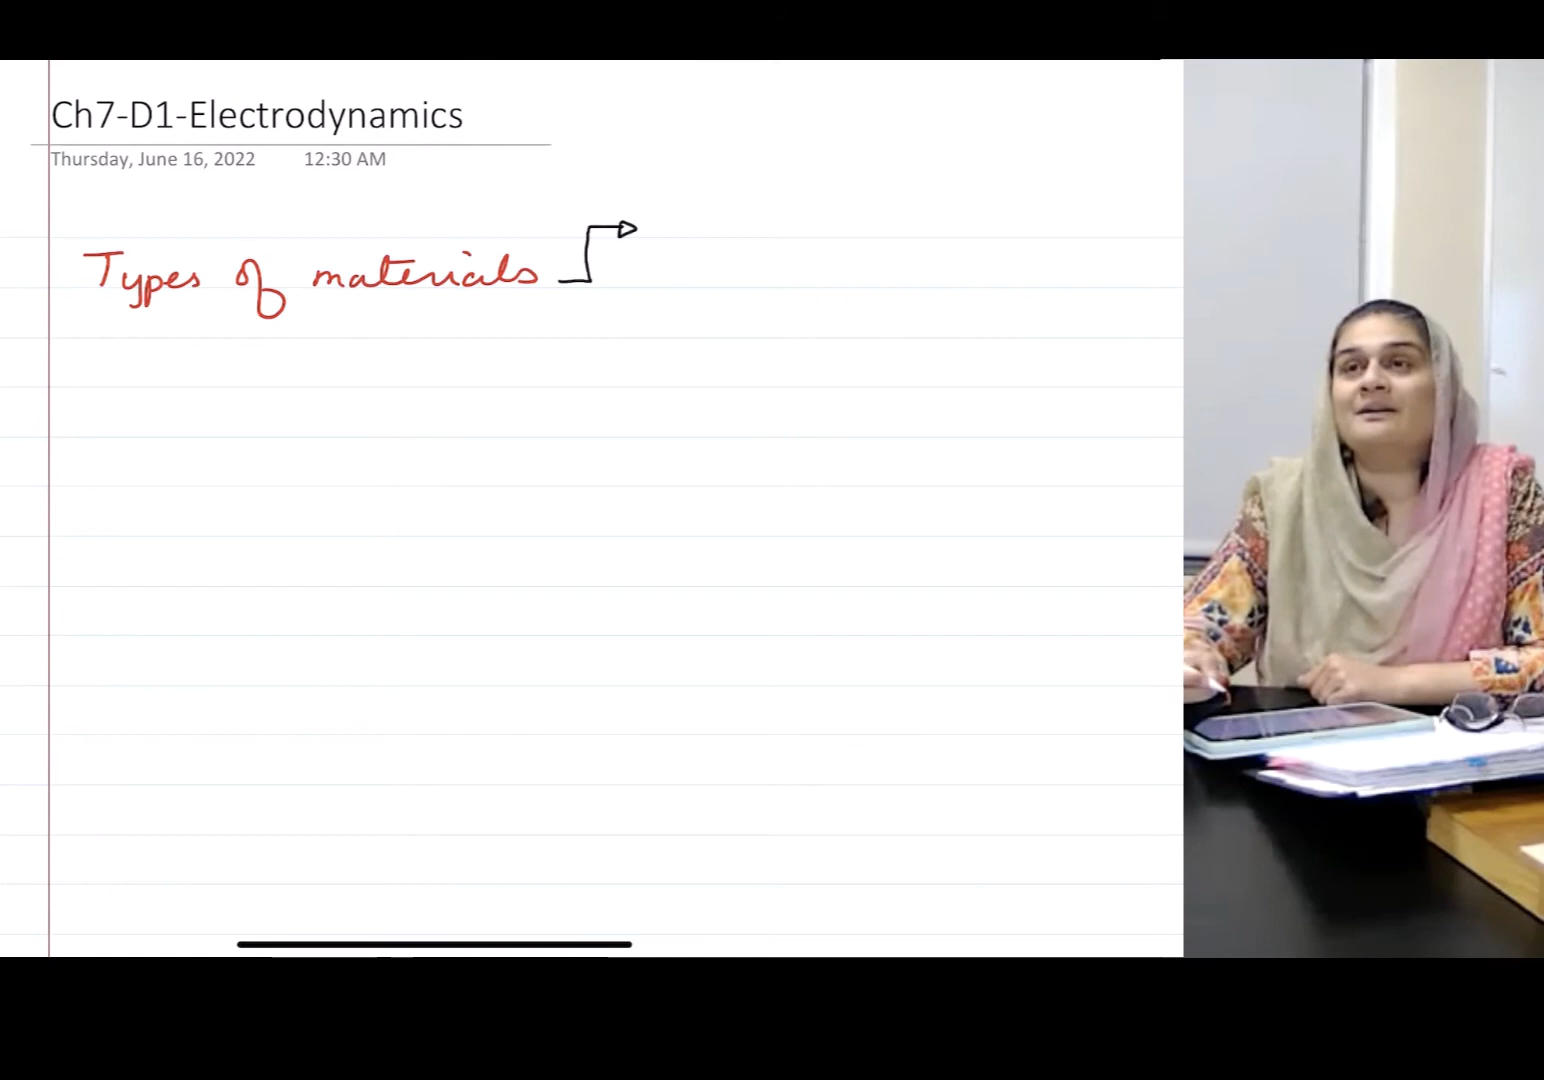 Ch7-D1-Electrodynamics
Thursday, June 16, 2022 12:30 AM
Types of materials